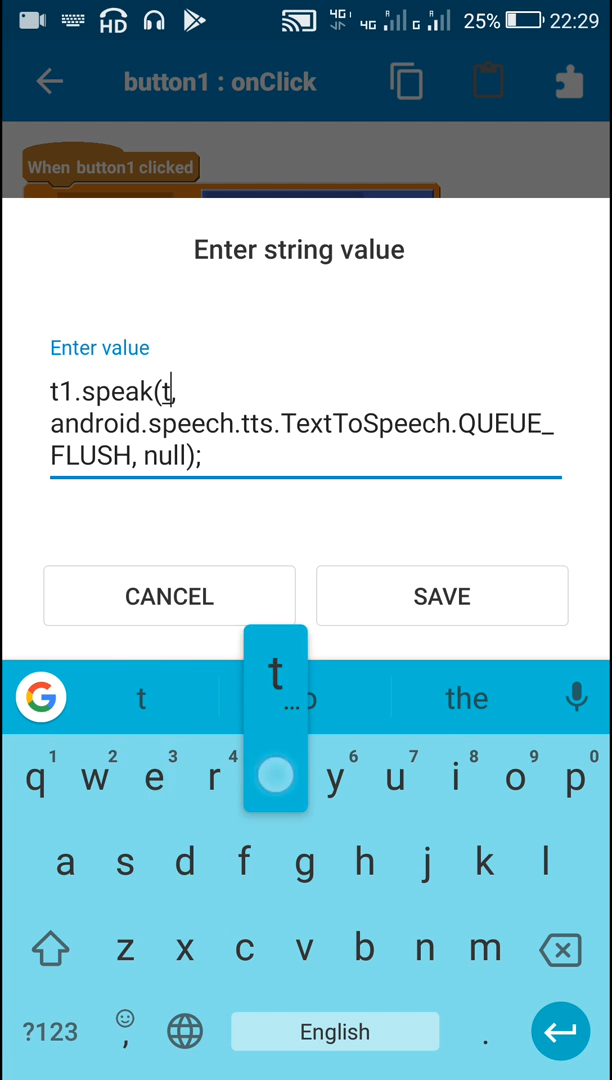 HD 4G 4G R G R 25% 22:29
button1 : onClick
When button1 clicked
Enter string value
Enter value
t1.speak(t,
android.speech.tts.TextToSpeech.QUEUE_
FLUSH, null);
CANCEL SAVE
t
t the
q 1 w 2 e 3 r 4 y 6 u 7 i 8 o 9 p 0
a s d f g h j k l
z x c v b n m
?123 , English .